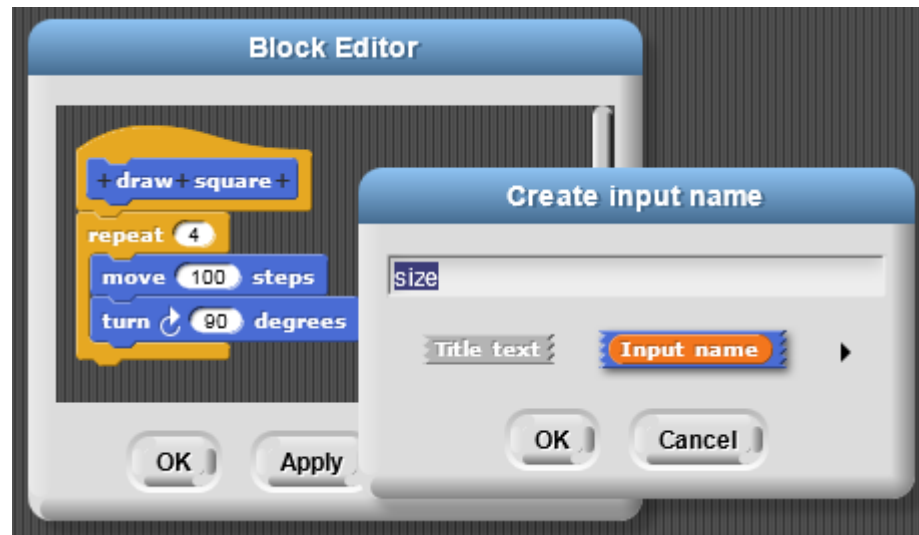 Block Editor
+ draw + square +
repeat 4
move 100 steps
turn 90 degrees
OK Apply
Create input name
size
Title text Input name
OK Cancel